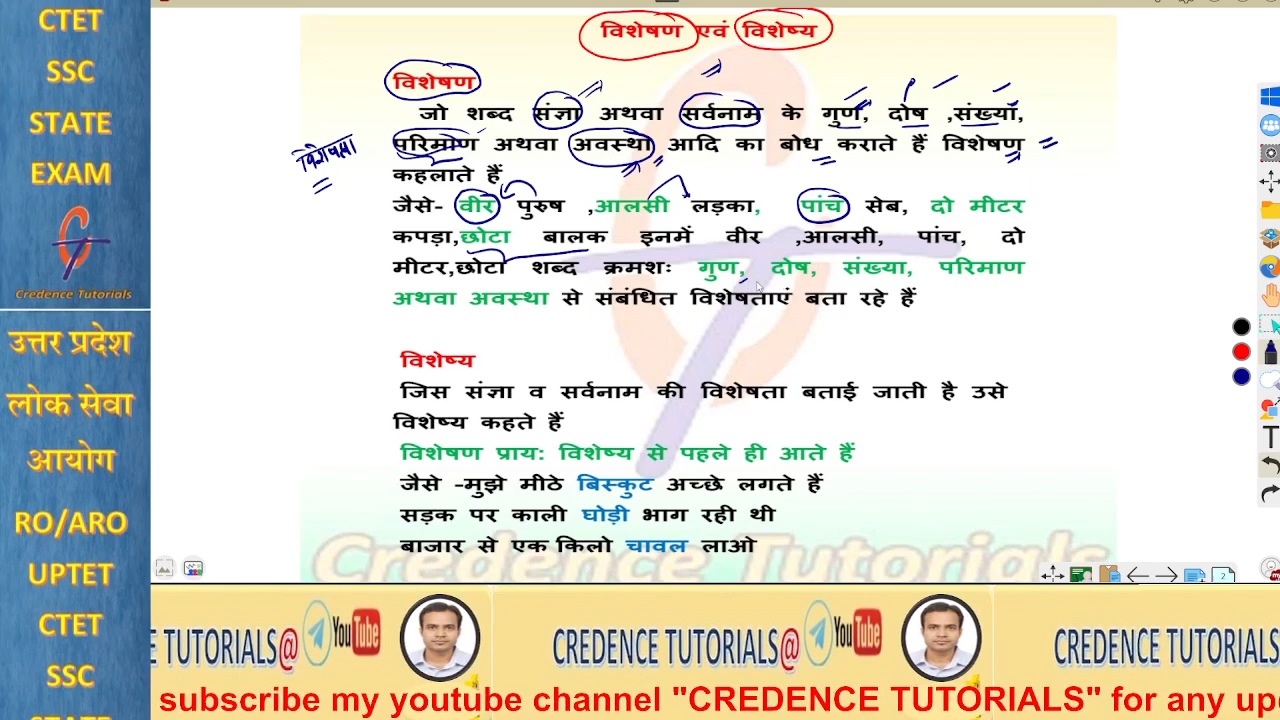 CTET
SSC
STATE
EXAM
Credence Tutorials
उत्तर प्रदेश
लोक सेवा
आयोग
RO/ARO
UPTET
CTET
SSC
विशेषण एवं विशेष्य
विशेषण
जो शब्द संज्ञा अथवा सर्वनाम के गुण, दोष ,संख्या,
परिमाण अथवा अवस्था आदि का बोध कराते हैं विशेषण
कहलाते हैं
विशेषता
जैसे- वीर पुरुष ,आलसी लड़का, पांच सेब, दो मीटर
कपड़ा,छोटा बालक इनमें वीर ,आलसी, पांच, दो
मीटर,छोटा शब्द क्रमशः गुण, दोष, संख्या, परिमाण
अथवा अवस्था से संबंधित विशेषताएं बता रहे हैं
विशेष्य
जिस संज्ञा व सर्वनाम की विशेषता बताई जाती है उसे
विशेष्य कहते हैं
विशेषण प्राय: विशेष्य से पहले ही आते हैं
जैसे -मुझे मीठे बिस्कुट अच्छे लगते हैं
सड़क पर काली घोड़ी भाग रही थी
बाजार से एक किलो चावल लाओ
Credence Tutorials
E TUTORIALS@ YouTube CREDENCE TUTORIALS@ YouTube CREDENCE TU
subscribe my youtube channel "CREDENCE TUTORIALS" for any up